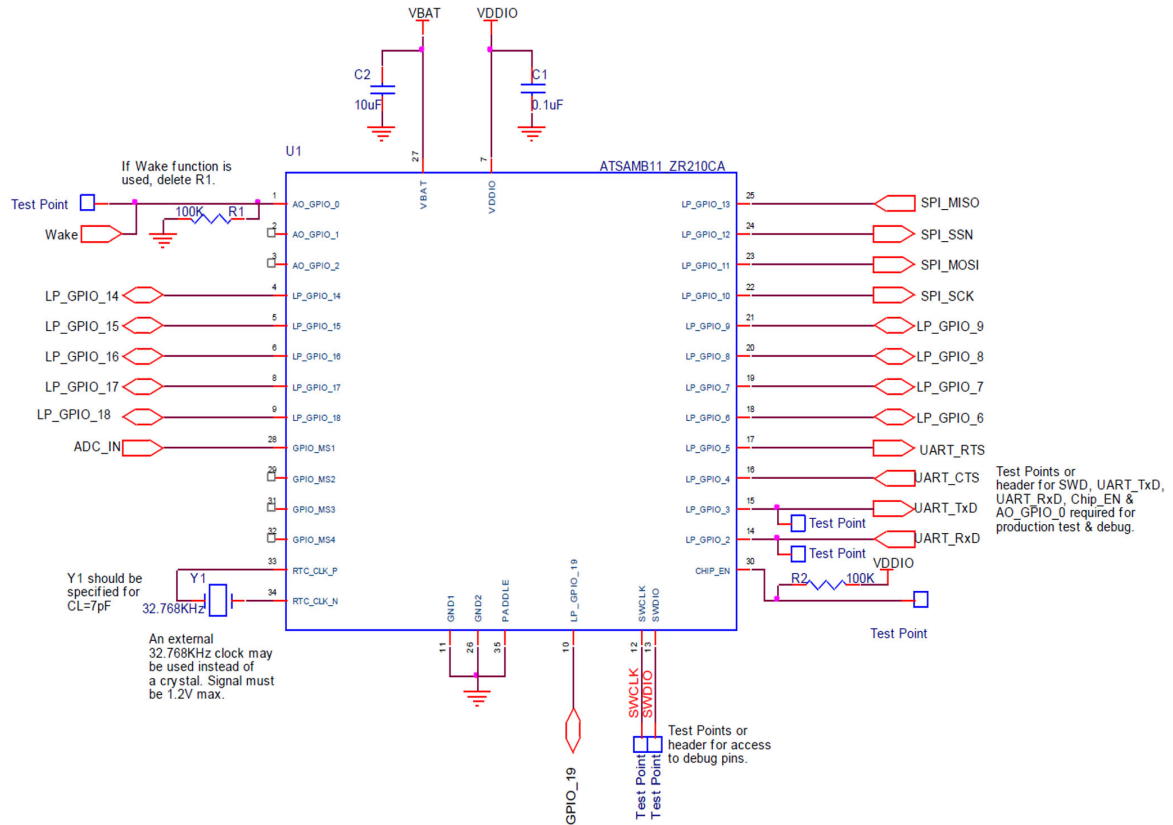 VBAT
VDDIO
C2
10uF
C1
0.1uF
U1
ATSAMB11_ZR210CA
27
7
VBAT
VDDIO
If Wake function is
used, delete R1.
Test Point
Wake
100K
R1
1
AO_GPIO_0
2
AO_GPIO_1
3
AO_GPIO_2
LP_GPIO_14
4
LP_GPIO_14
LP_GPIO_15
5
LP_GPIO_15
LP_GPIO_16
6
LP_GPIO_16
LP_GPIO_17
8
LP_GPIO_17
LP_GPIO_18
9
LP_GPIO_18
ADC_IN
28
GPIO_MS1
29
GPIO_MS2
31
GPIO_MS3
32
GPIO_MS4
33
RTC_CLK_P
34
RTC_CLK_N
Y1 should be
specified for
CL=7pF
Y1
32.768KHz
An external
32.768KHz clock may
be used instead of
a crystal. Signal must
be 1.2V max.
LP_GPIO_13
25
SPI_MISO
LP_GPIO_12
24
SPI_SSN
LP_GPIO_11
23
SPI_MOSI
LP_GPIO_10
22
SPI_SCK
LP_GPIO_9
21
LP_GPIO_9
LP_GPIO_8
20
LP_GPIO_8
LP_GPIO_7
19
LP_GPIO_7
LP_GPIO_6
18
LP_GPIO_6
LP_GPIO_5
17
UART_RTS
LP_GPIO_4
16
UART_CTS
LP_GPIO_3
15
UART_TxD
Test Point
LP_GPIO_2
14
UART_RxD
Test Point
CHIP_EN
30
R2
100K
VDDIO
Test Point
Test Points or
header for SWD, UART_TxD,
UART_RxD, Chip_EN &
AO_GPIO_0 required for
production test & debug.
GND1
GND2
PADDLE
LP_GPIO_19
SWCLK
SWDIO
11
26
35
10
12
13
SWCLK
SWDIO
GPIO_19
Test Point
Test Point
Test Points or
header for access
to debug pins.